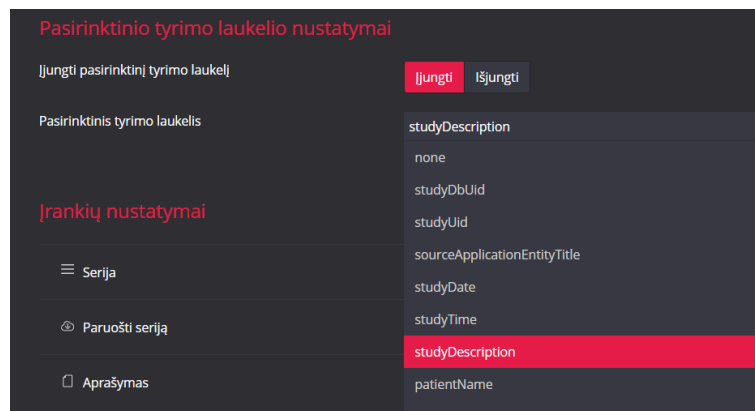 Pasirinktinio tyrimo laukelio nustatymai
Įjungti pasirinktinį tyrimo laukelį
Įjungti Išjungti
Pasirinktinis tyrimo laukelis
studyDescription
none
studyDbUid
studyUid
sourceApplicationEntityTitle
studyDate
studyTime
studyDescription
patientName
Įrankių nustatymai
Serija
Paruošti seriją
Aprašymas